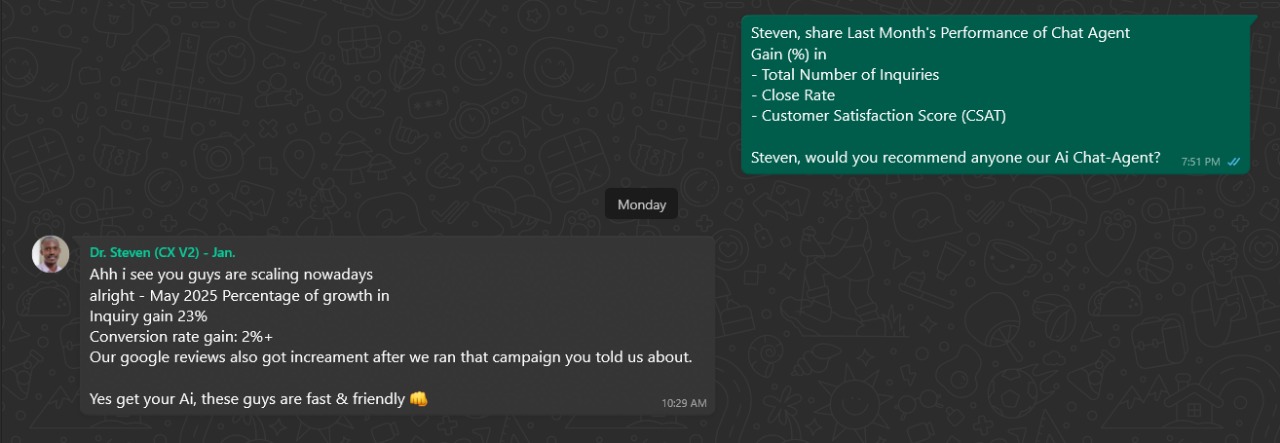 Steven, share Last Month's Performance of Chat Agent
Gain (%) in
- Total Number of Inquiries
- Close Rate
- Customer Satisfaction Score (CSAT)
Steven, would you recommend anyone our Ai Chat-Agent?
7:51 PM
Monday
Dr. Steven (CX V2) - Jan.
Ahh i see you guys are scaling nowadays
alright - May 2025 Percentage of growth in
Inquiry gain 23%
Conversion rate gain: 2%+
Our google reviews also got increament after we ran that campaign you told us about.
Yes get your Ai, these guys are fast & friendly 👊
10:29 AM